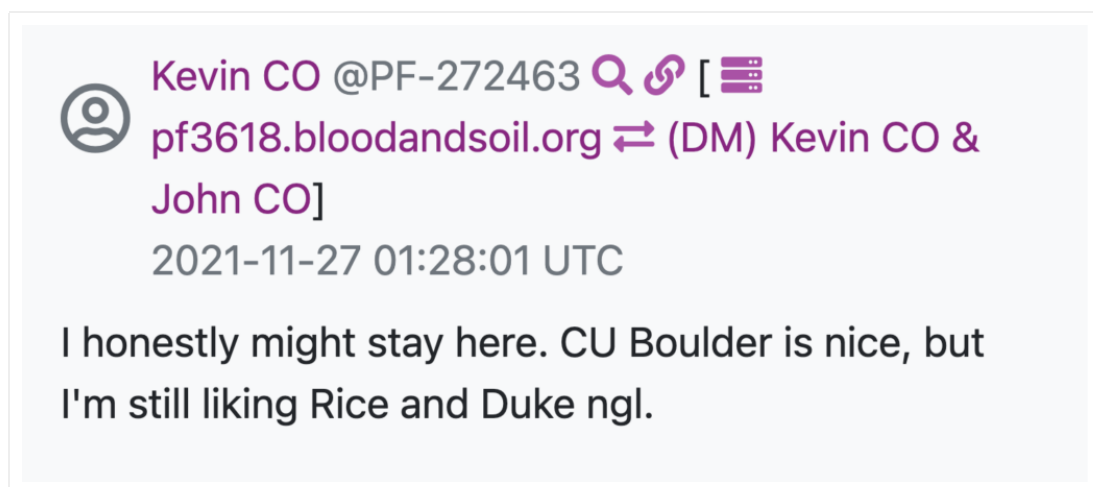 Kevin CO @PF-272463 [
pf3618.bloodandsoil.org (DM) Kevin CO &
John CO]
2021-11-27 01:28:01 UTC
I honestly might stay here. CU Boulder is nice, but
I'm still liking Rice and Duke ngl.